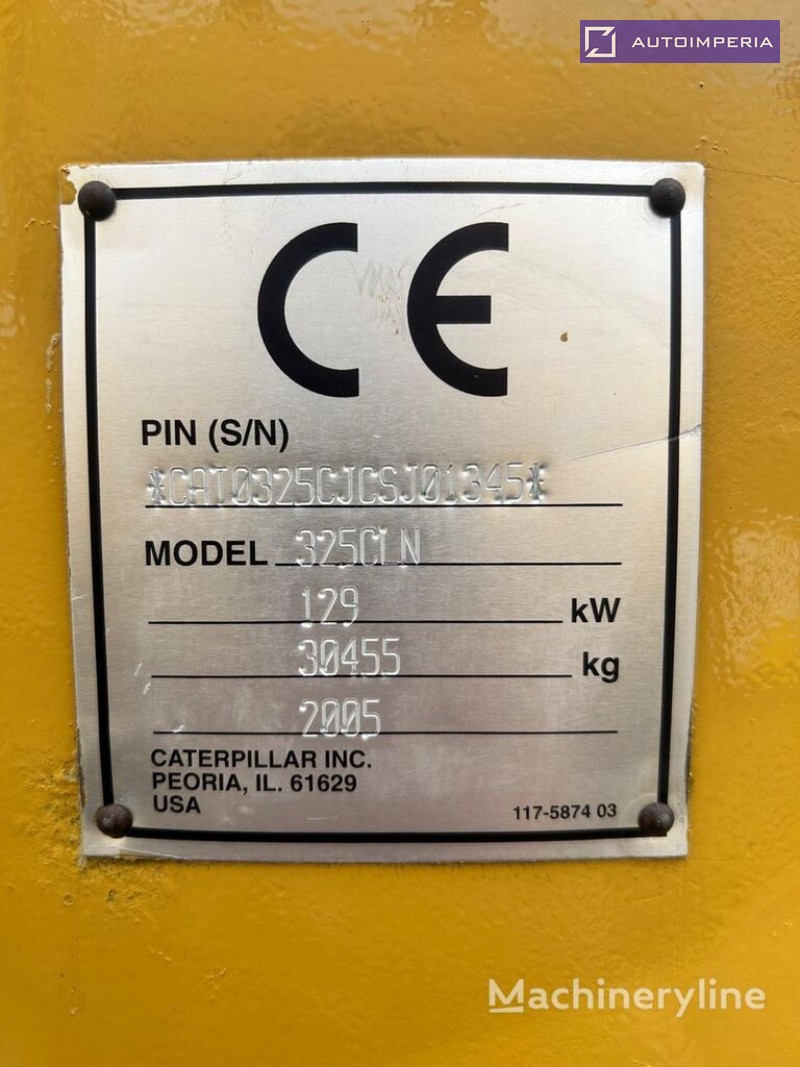 AUTOIMPERIA
CE
PIN (S/N)
*CAT0325CJCSJ01345*
MODEL 325CLN
129 kW
30455 kg
2005
CATERPILLAR INC.
PEORIA, IL. 61629
USA
117-5874 03
Machineryline